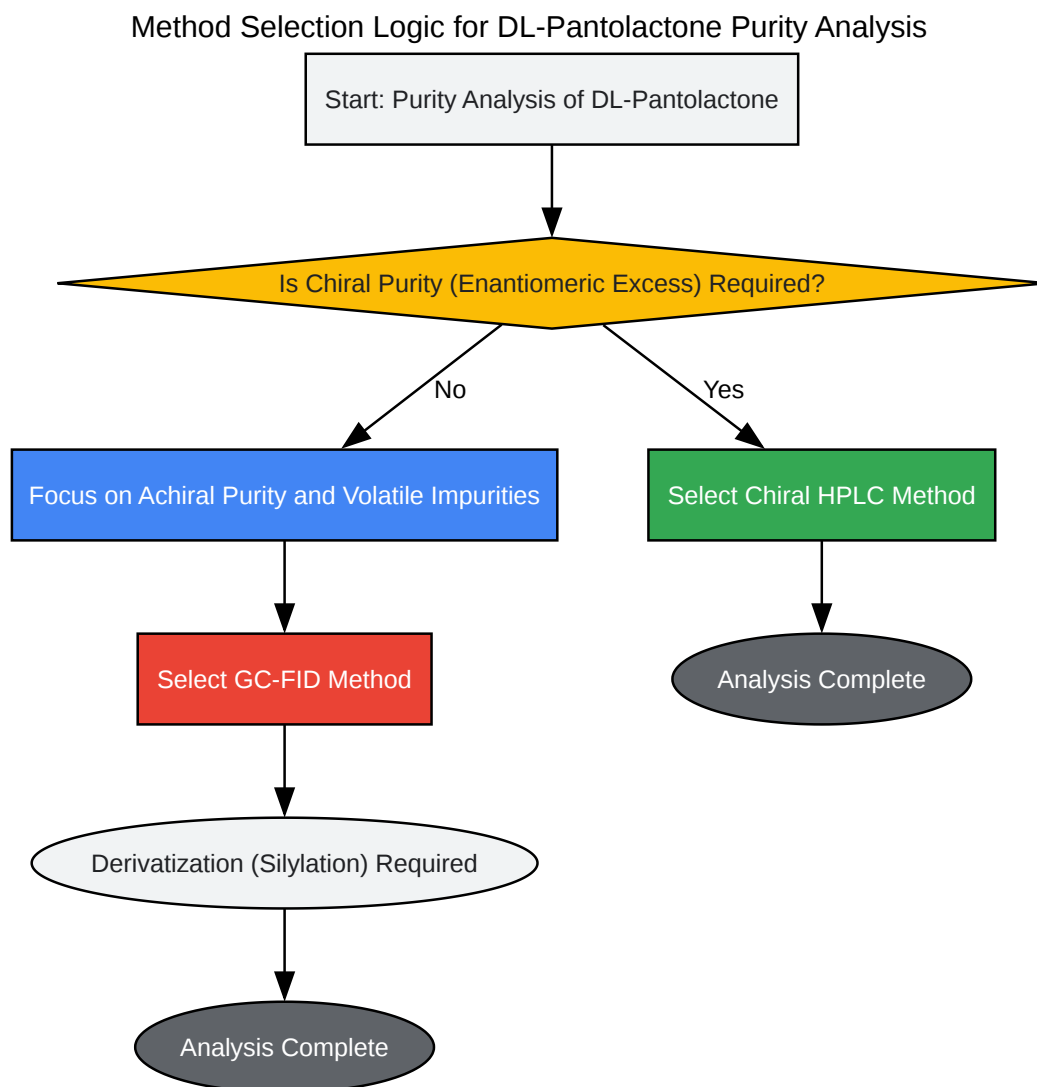 Method Selection Logic for DL-Pantolactone Purity Analysis
Start: Purity Analysis of DL-Pantolactone
Is Chiral Purity (Enantiomeric Excess) Required?
No
Yes
Focus on Achiral Purity and Volatile Impurities
Select Chiral HPLC Method
Select GC-FID Method
Analysis Complete
Derivatization (Silylation) Required
Analysis Complete